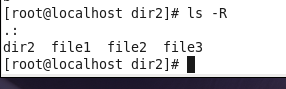 [root@localhost dir2]# ls -R
.:
dir2  file1  file2  file3
[root@localhost dir2]#